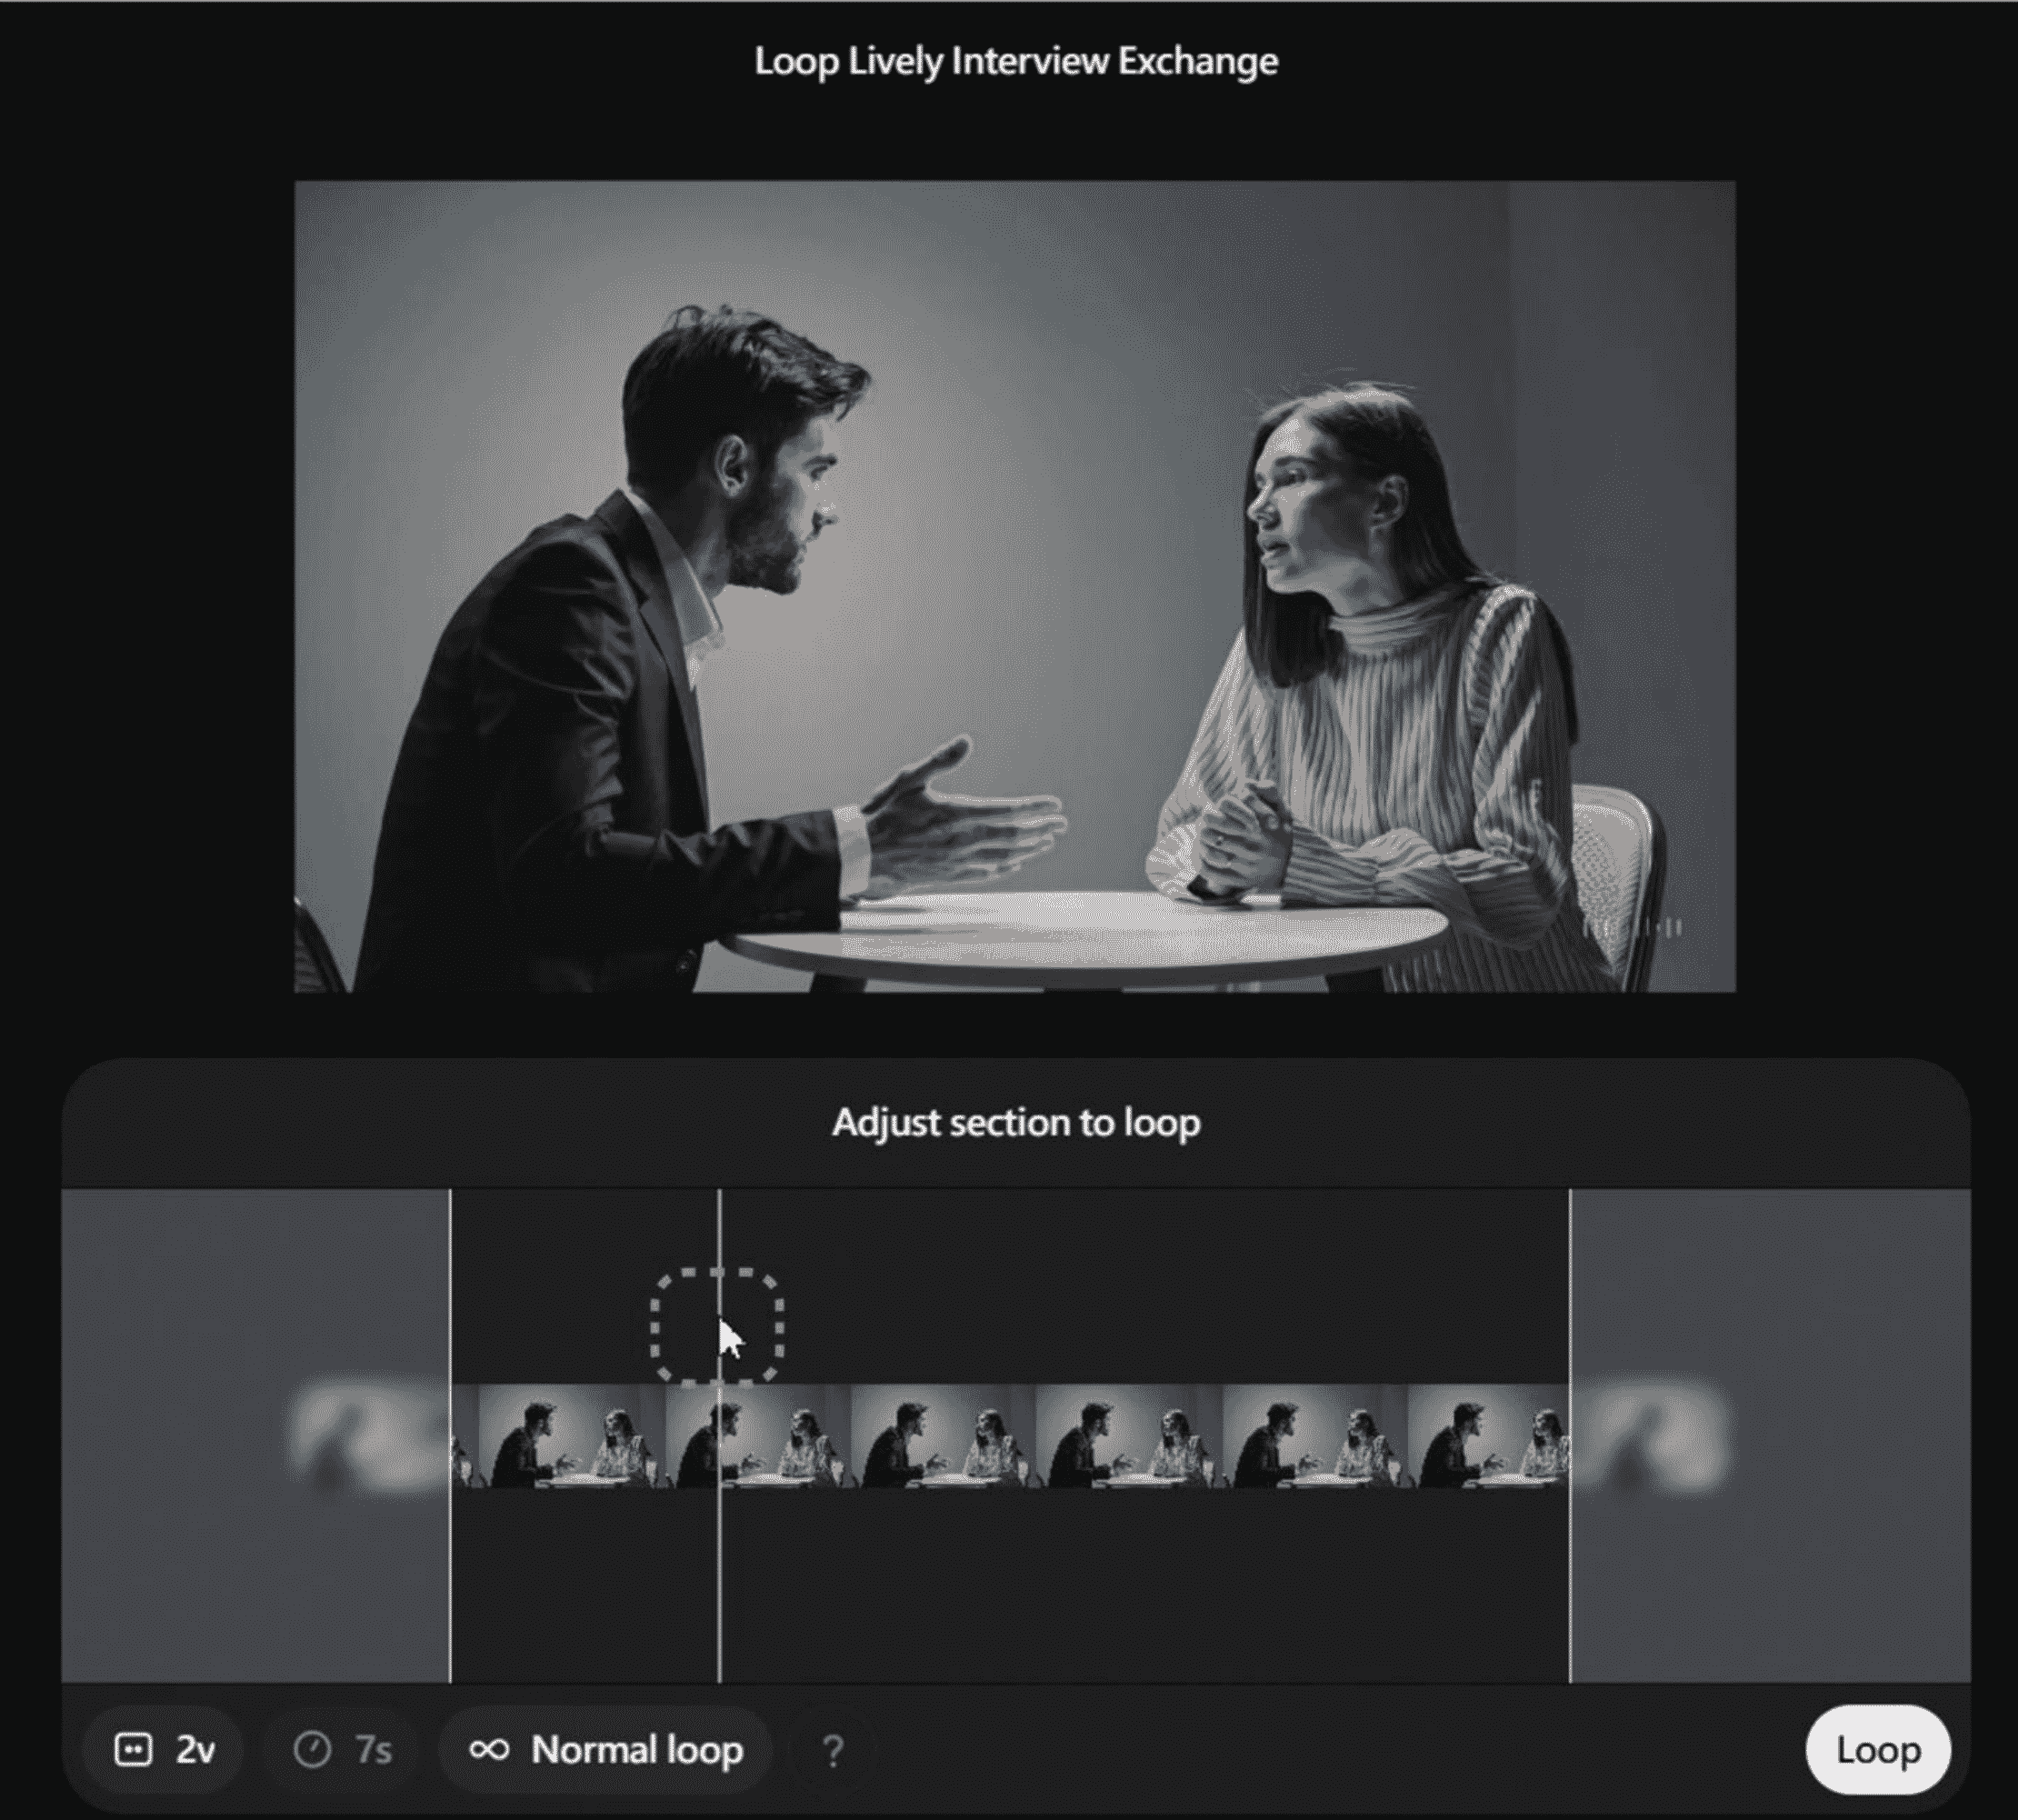 Loop Lively Interview Exchange
Adjust section to loop
2v
7s
Normal loop
?
Loop